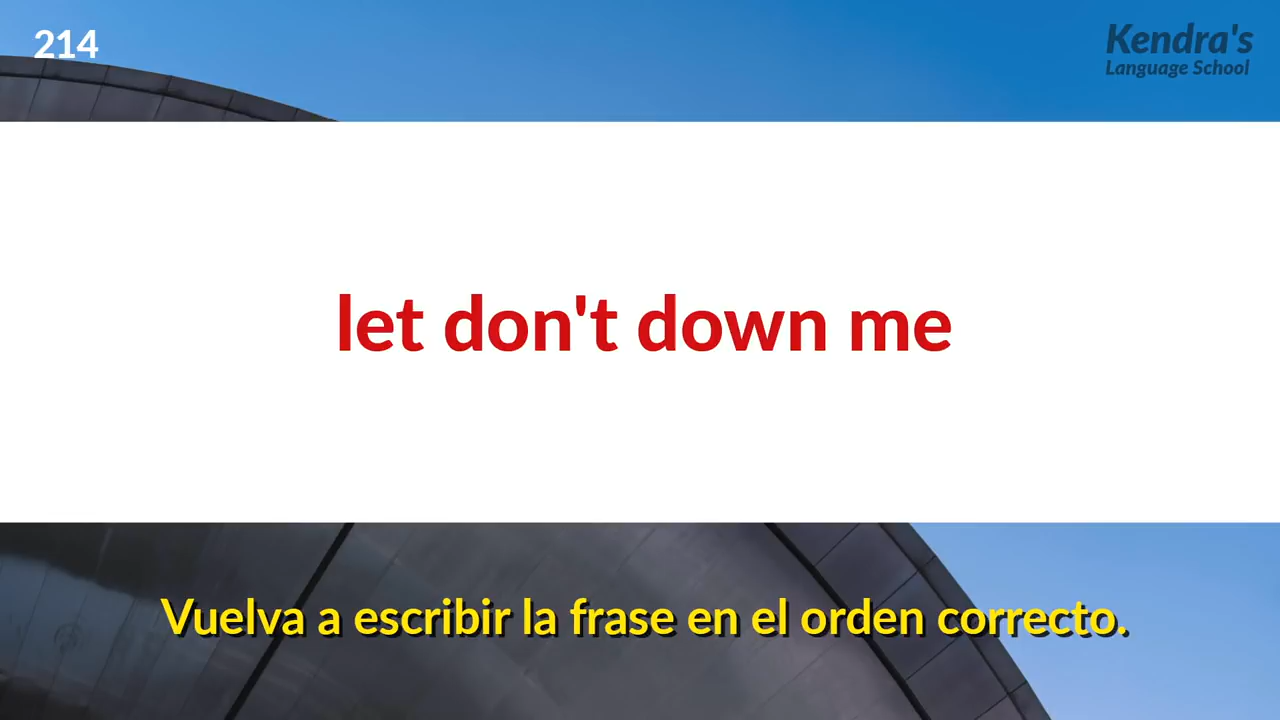 214
Kendra's
Language School
let don't down me
Vuelva a escribir la frase en el orden correcto.